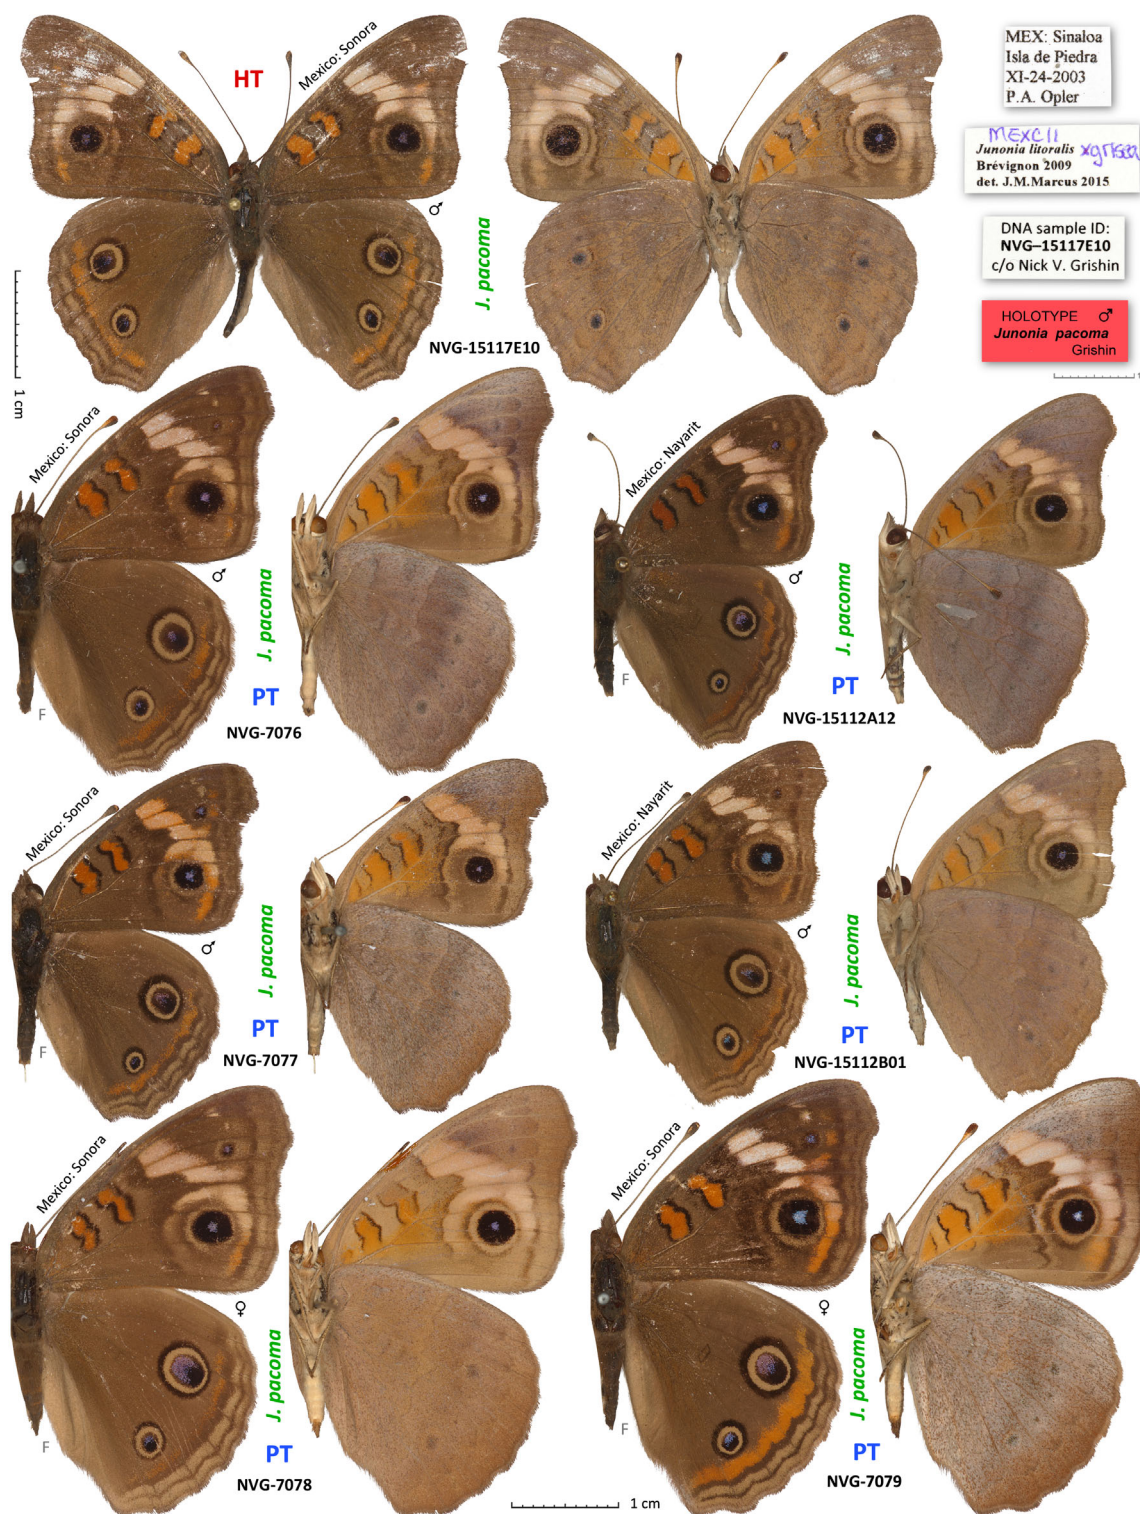 HT
Mexico: Sonora
♂
J. pacoma
NVG-15117E10
1 cm
MEX: Sinaloa
Isla de Piedra
XI-24-2003
P.A. Opler
MEXC11
Junonia litoralis xgrisea
Brévignon 2009
det. J.M.Marcus 2015
DNA sample ID:
NVG–15117E10
c/o Nick V. Grishin
HOLOTYPE ♂
Junonia pacoma
Grishin
1
Mexico: Sonora
♂
J. pacoma
F
PT
NVG-7076
Mexico: Nayarit
♂
J. pacoma
F
PT
NVG-15112A12
Mexico: Sonora
♂
J. pacoma
F
PT
NVG-7077
Mexico: Nayarit
♂
J. pacoma
F
PT
NVG-15112B01
Mexico: Sonora
♀
J. pacoma
F
PT
NVG-7078
Mexico: Sonora
♀
J. pacoma
F
PT
NVG-7079
1 cm